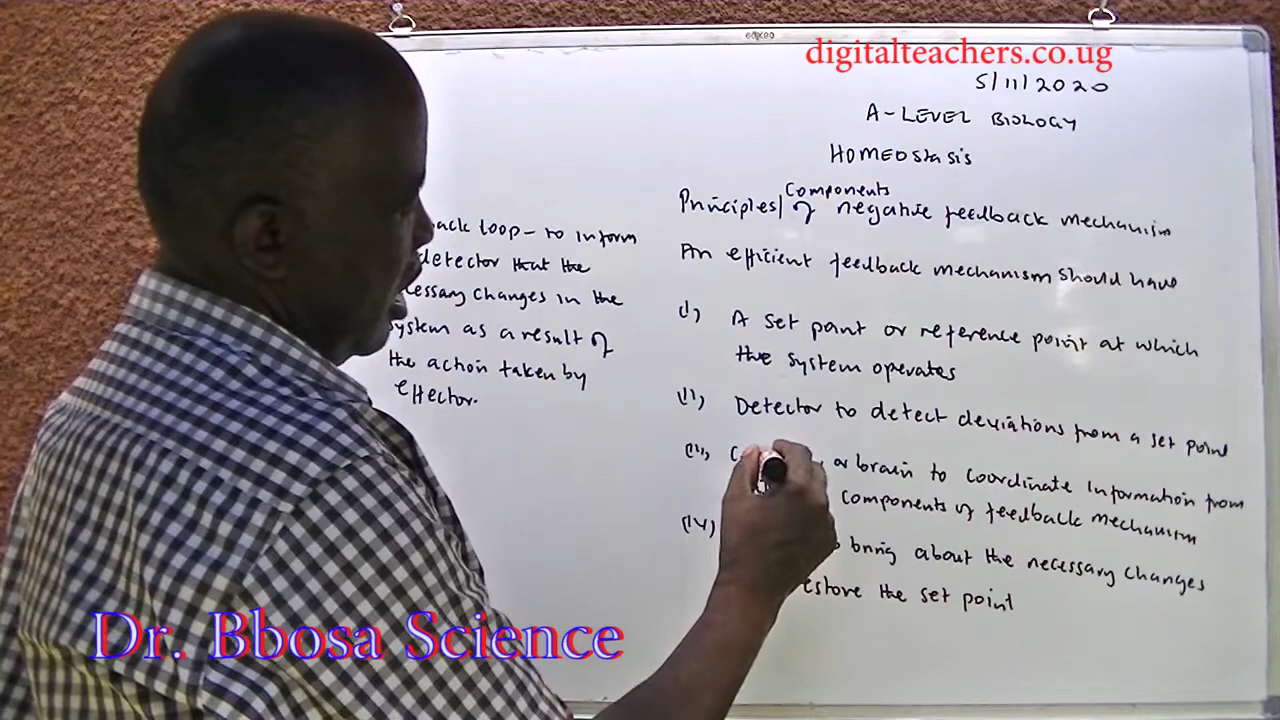 digitalteachers.co.ug
5/11/2020
A-LEVEL BIOLOGY
HOMEOstasis
Components
Principles/ of negative feedback mechanism
An efficient feedback mechanism should have
(i) A set point or reference point at which
the system operates
(ii) Detector to detect deviations from a set point
or brain to coordinate information from
components of feedback mechanism
(iv) bring about the necessary changes
the set point
loop - to inform
detector that the
changes in the
system as a result of
the action taken by
effector.
Dr. Bbosa Science